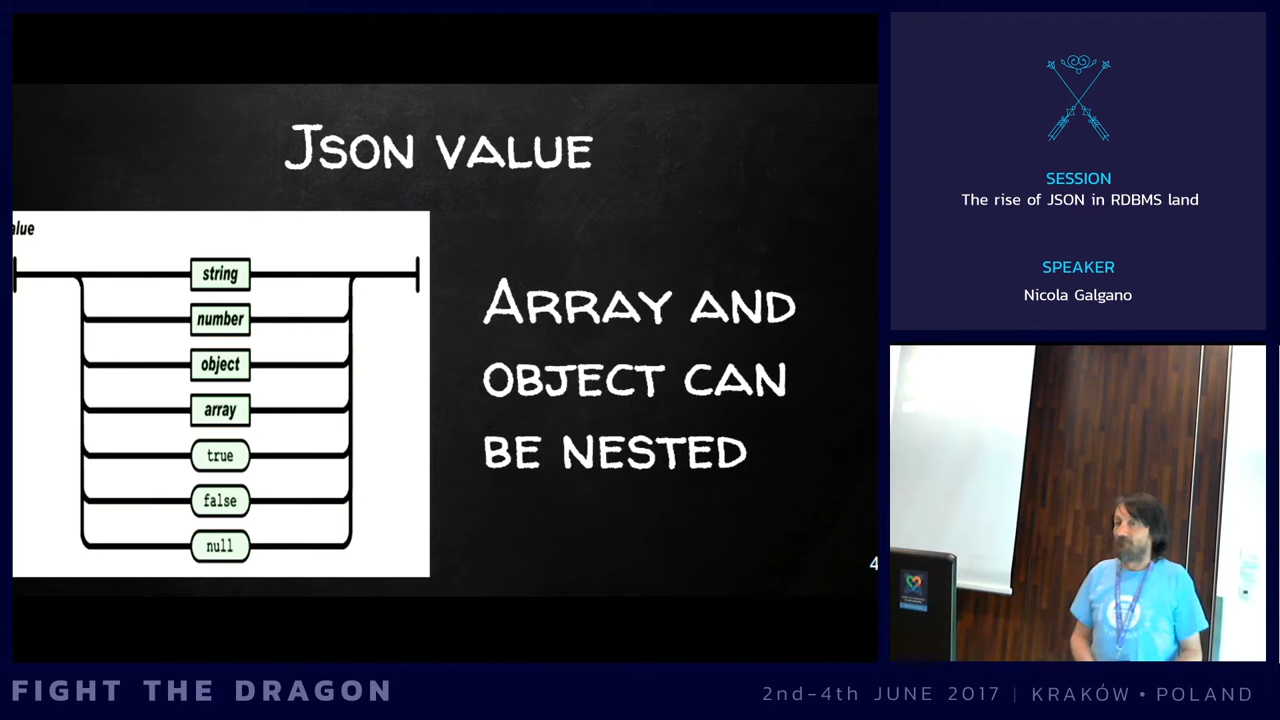 Json value
alue
string
number
object
array
true
false
null
Array and
object can
be nested
4
SESSION
The rise of JSON in RDBMS land
SPEAKER
Nicola Galgano
FIGHT THE DRAGON
2nd-4th JUNE 2017 | KRAKÓW • POLAND